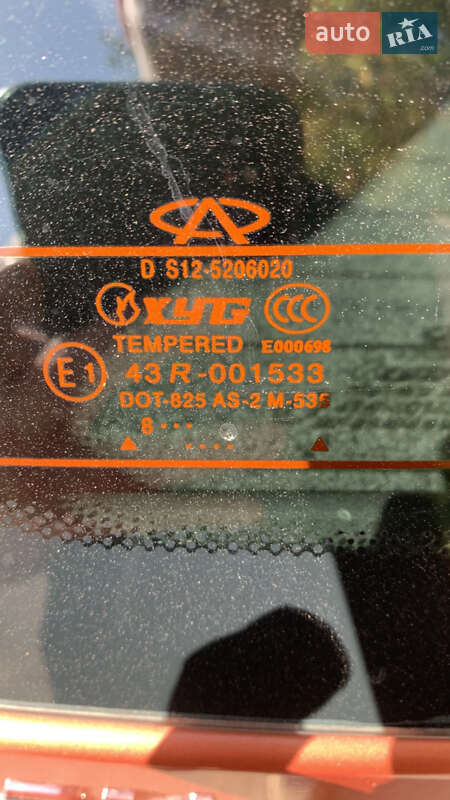 auto RIA .com
D S12-5206020
XYG CCC
TEMPERED E000698
E1 43 R-001533
DOT-825 AS-2 M-536
8...
....